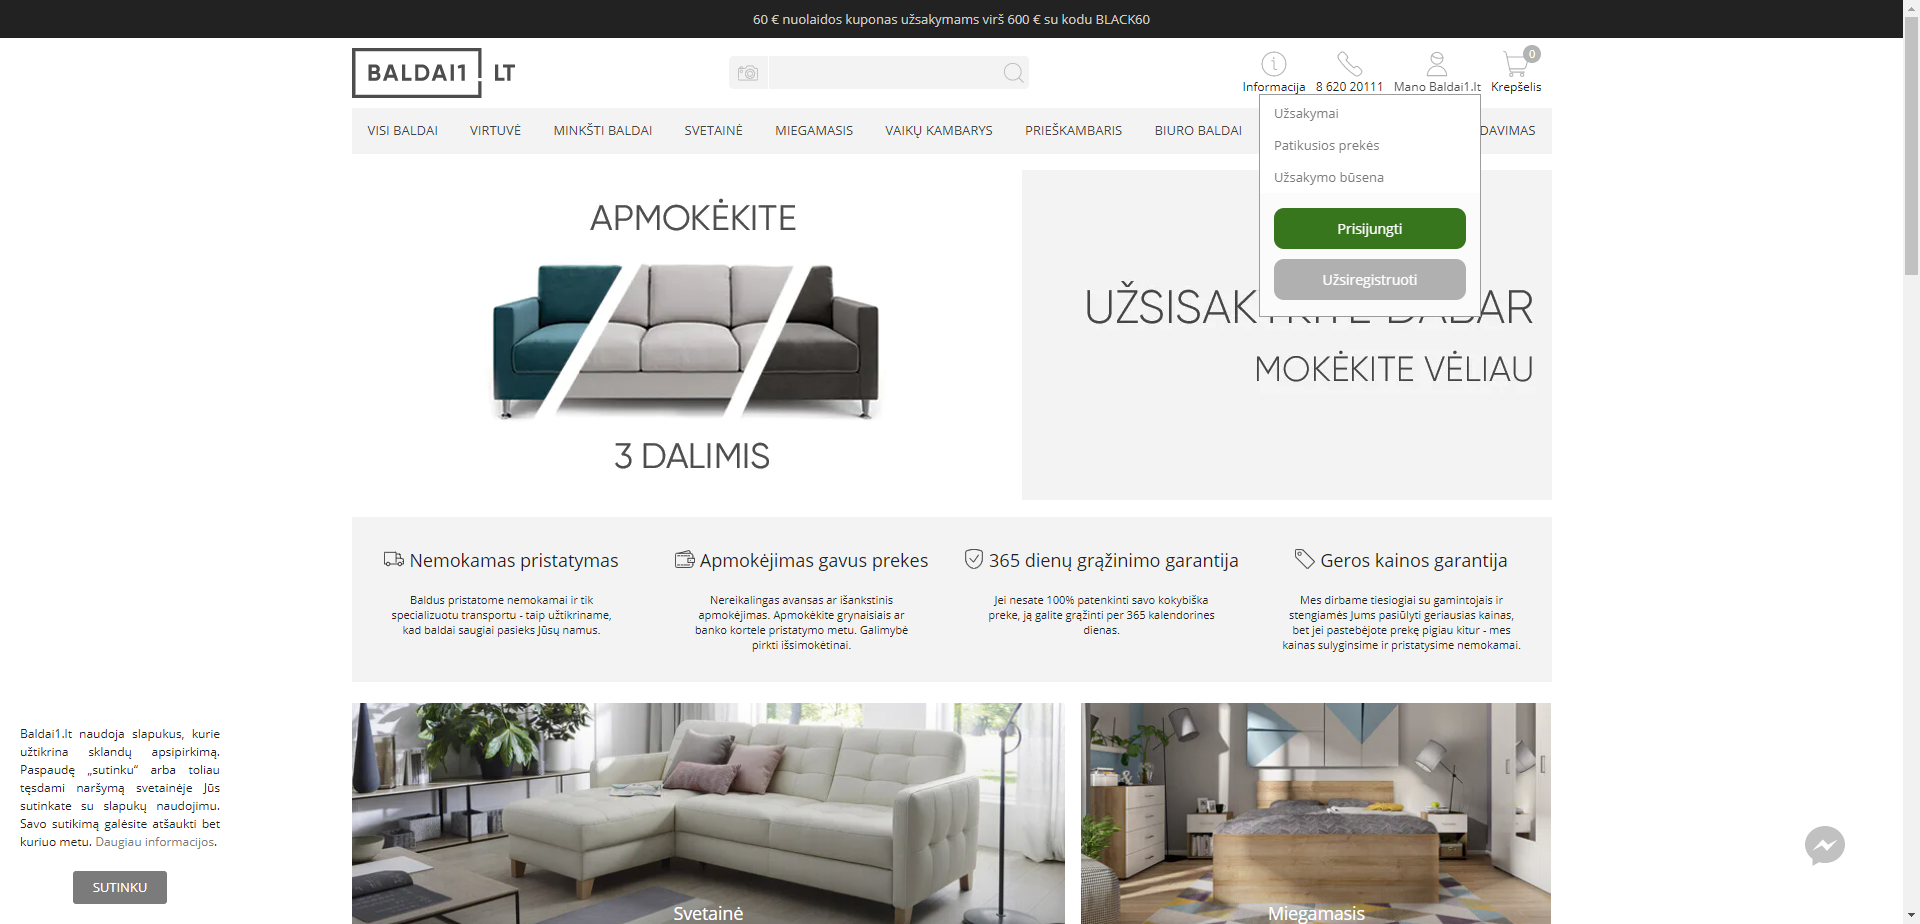 60 € nuolaidos kuponas užsakymams virš 600 € su kodu BLACK60
BALDAI1 LT
0
Informacija
8 620 20111
Mano Baldai1.lt
Krepšelis
VISI BALDAI
VIRTUVĖ
MINKŠTI BALDAI
SVETAINĖ
MIEGAMASIS
VAIKŲ KAMBARYS
PRIEŠKAMBARIS
BIURO BALDAI
DAVIMAS
Užsakymai
Patikusios prekės
Užsakymo būsena
Prisijungti
Užsiregistruoti
APMOKĖKITE
3 DALIMIS
MOKĖKITE VĖLIAU
Nemokamas pristatymas
Baldus pristatome nemokamai ir tik
specializuotu transportu - taip užtikriname,
kad baldai saugiai pasieks Jūsų namus.
Apmokėjimas gavus prekes
Nereikalingas avansas ar išankstinis
apmokėjimas. Apmokėkite grynaisiais ar
banko kortele pristatymo metu. Galimybė
pirkti išsimokėtinai.
365 dienų grąžinimo garantija
Jei nesate 100% patenkinti savo kokybiška
preke, ją galite grąžinti per 365 kalendorines
dienas.
Geros kainos garantija
Mes dirbame tiesiogiai su gamintojais ir
stengiamės Jums pasiūlyti geriausias kainas,
bet jei pastebėjote prekę pigiau kitur - mes
kainas sulyginsime ir pristatysime nemokamai.
Baldai1.lt naudoja slapukus, kurie
užtikrina sklandų apsipirkimą.
Paspaudę „sutinku“ arba toliau
tęsdami naršymą svetainėje Jūs
sutinkate su slapukų naudojimu.
Savo sutikimą galėsite atšaukti bet
kuriuo metu. Daugiau informacijos.
SUTINKU
Svetainė
Miegamasis